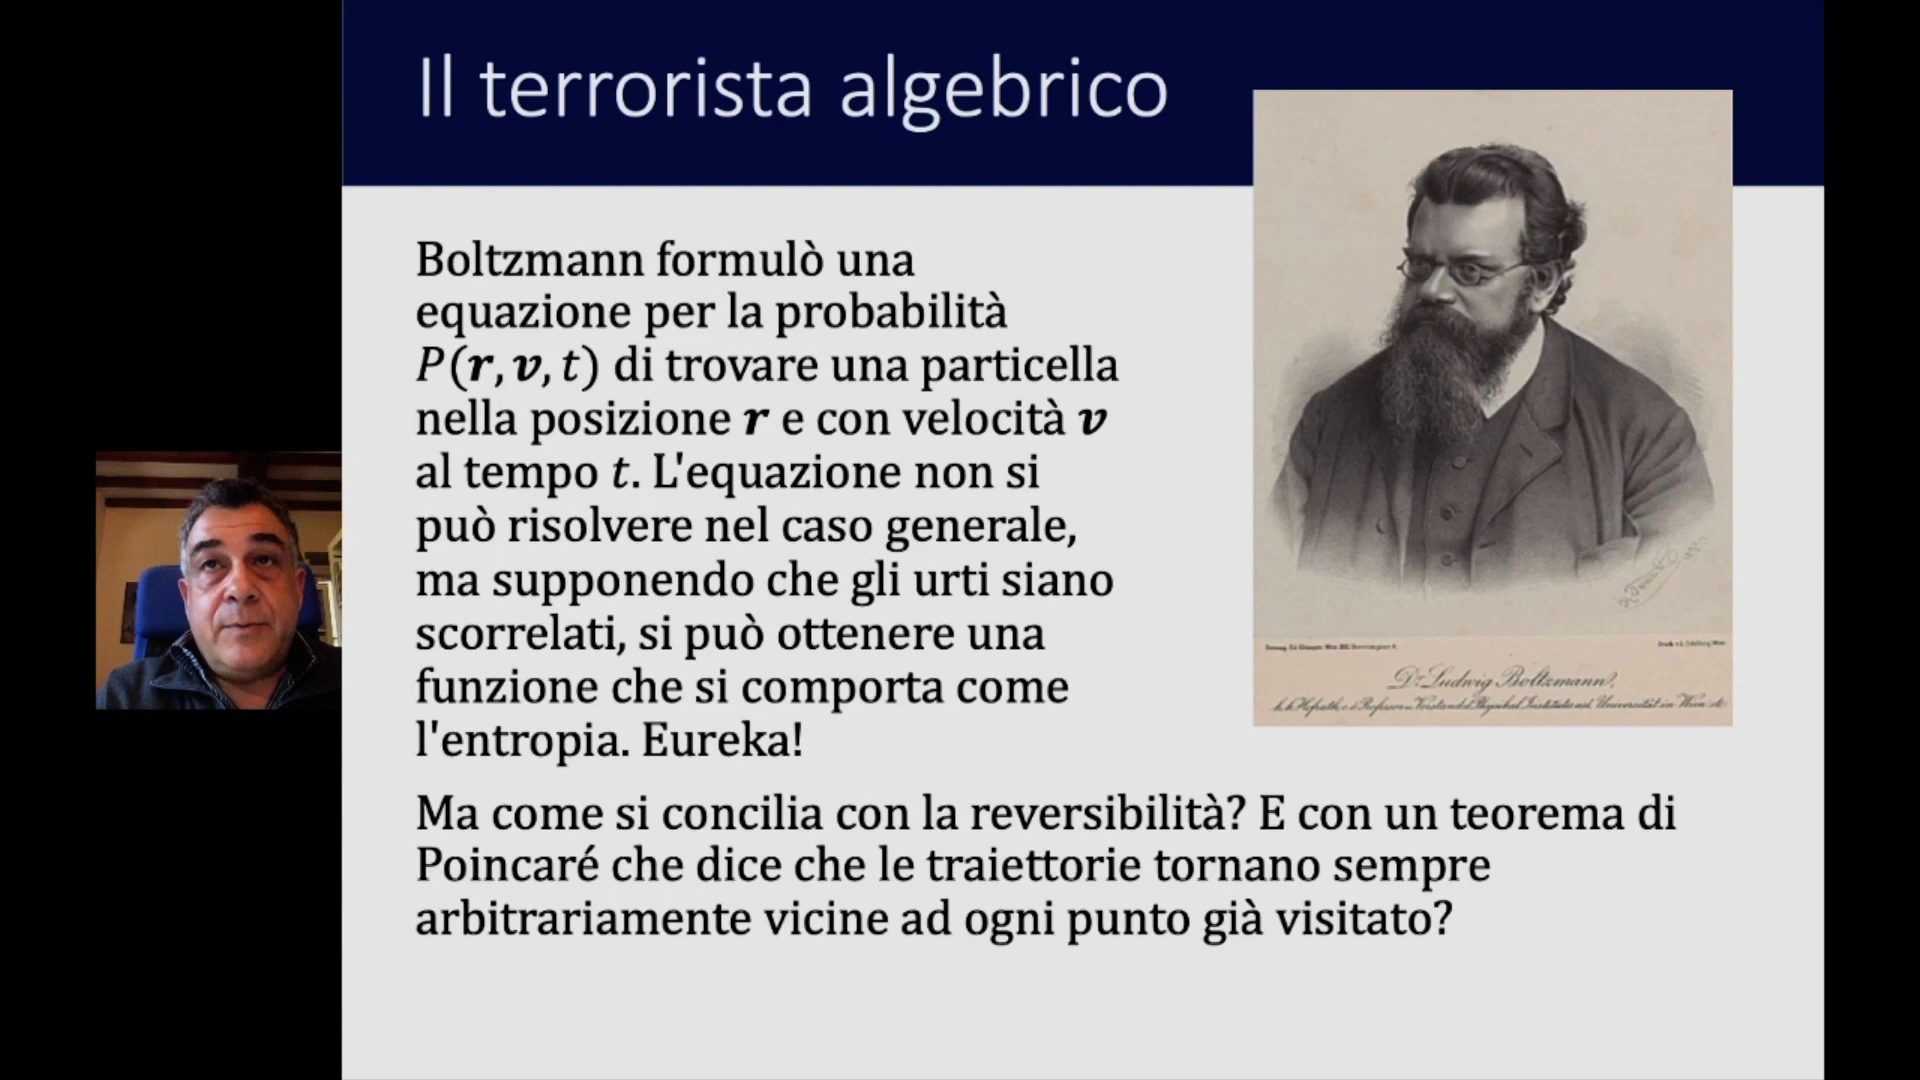 Il terrorista algebrico
Boltzmann formulò una
equazione per la probabilità
P(r, v, t) di trovare una particella
nella posizione r e con velocità v
al tempo t. L'equazione non si
può risolvere nel caso generale,
ma supponendo che gli urti siano
scorrelati, si può ottenere una
funzione che si comporta come
l'entropia. Eureka!
Dr. Ludwig Boltzmann,
Ma come si concilia con la reversibilità? E con un teorema di
Poincaré che dice che le traiettorie tornano sempre
arbitrariamente vicine ad ogni punto già visitato?